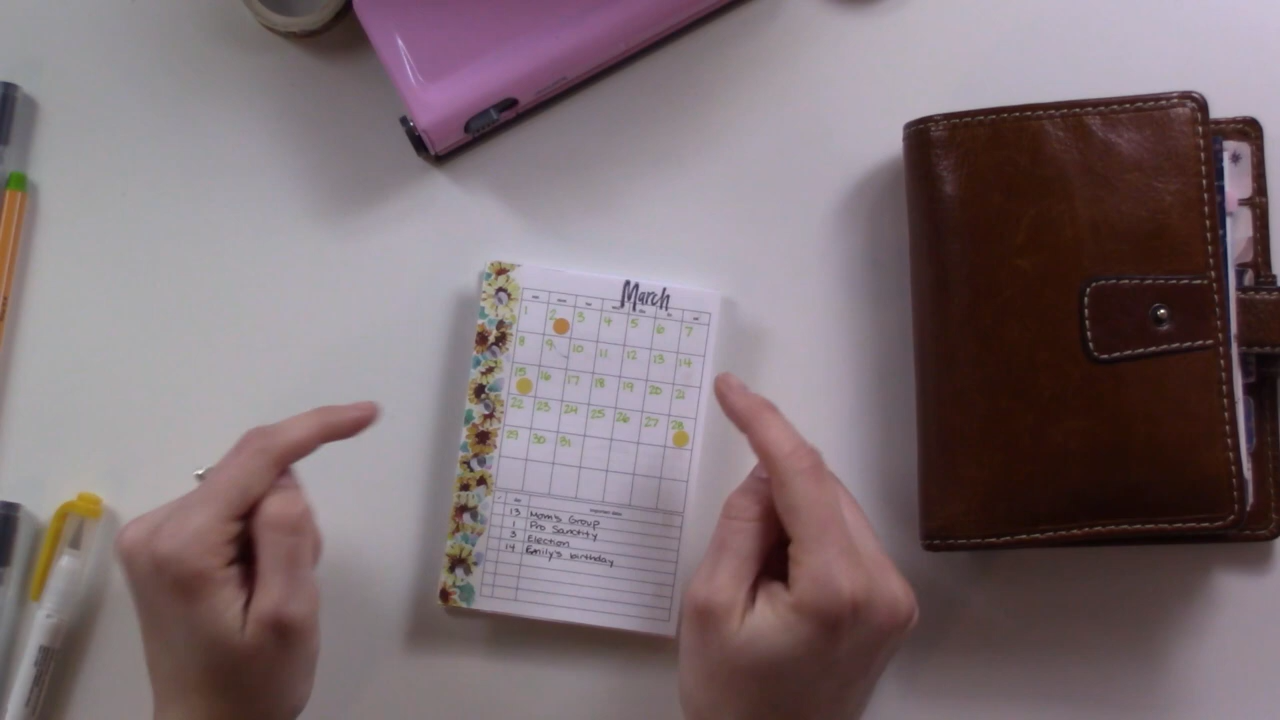 March
1 2 3 4 5 6 7
8 9 10 11 12 13 14
15 16 17 18 19 20 21
22 23 24 25 26 27 28
29 30 31
13 Mom's Group
1 Pro Sanctity
3 Election
14 Emily's birthday